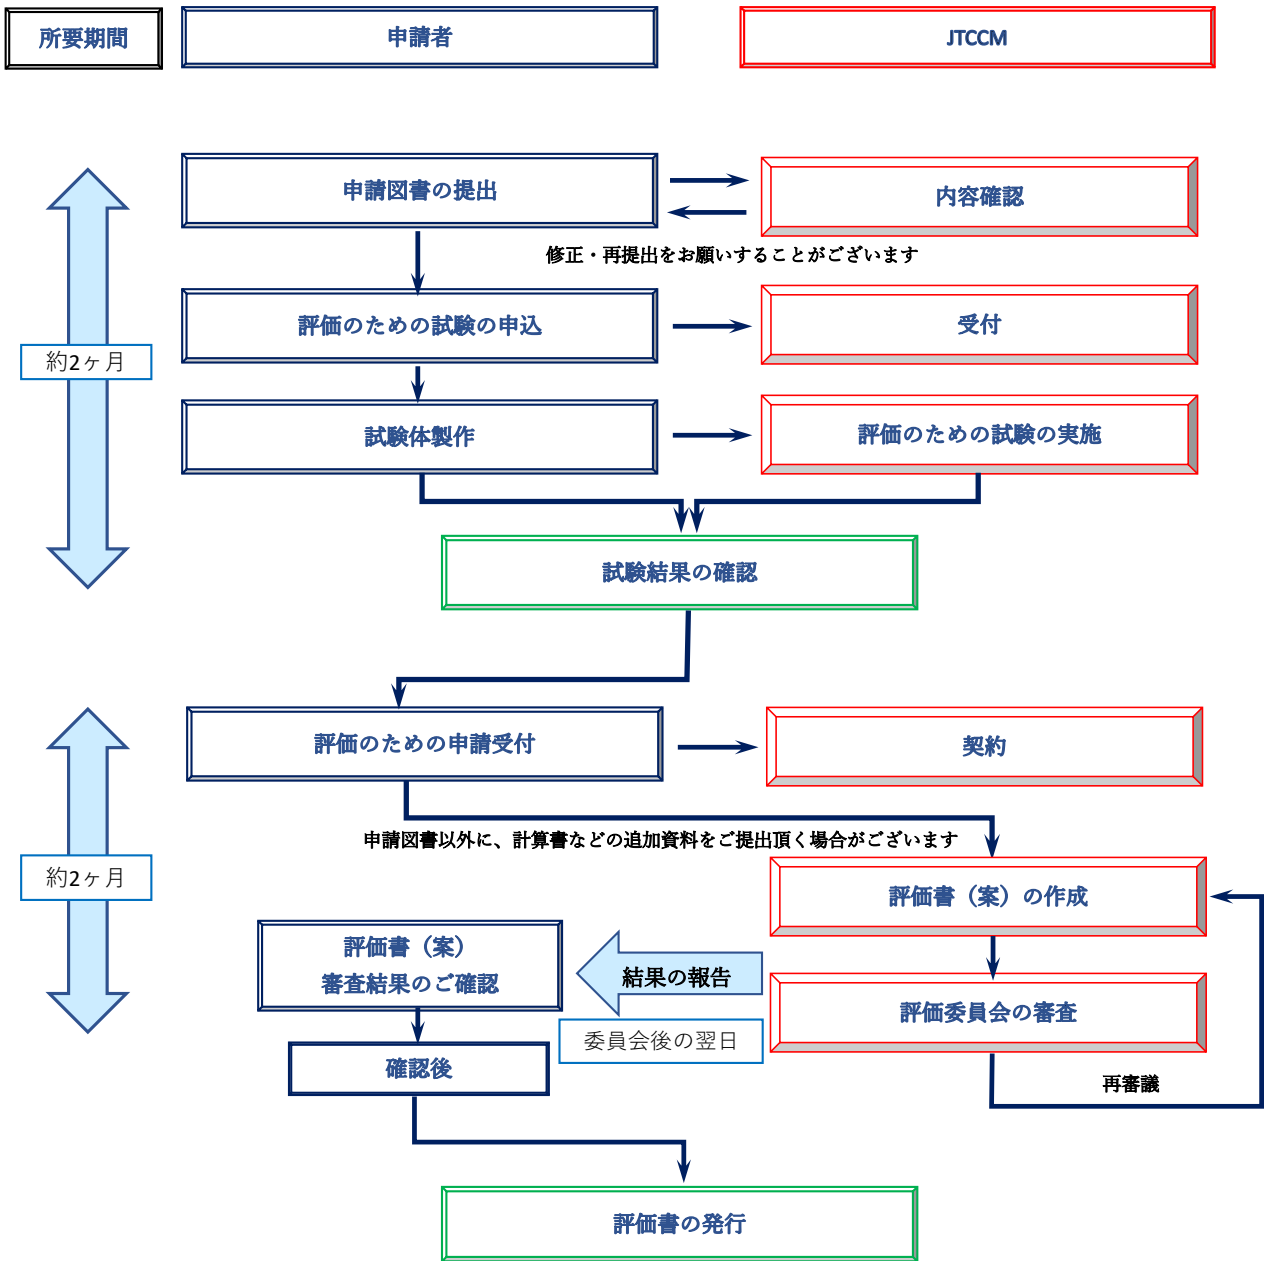 所要期間
申請者
JTCCM
申請図書の提出
内容確認
修正・再提出をお願いすることがございます
評価のための試験の申込
受付
約2ヶ月
試験体製作
評価のための試験の実施
試験結果の確認
評価のための申請受付
契約
申請図書以外に、計算書などの追加資料をご提出頂く場合がございます
約2ヶ月
評価書（案）の作成
評価書（案）
審査結果のご確認
結果の報告
評価委員会の審査
委員会後の翌日
確認後
再審議
評価書の発行